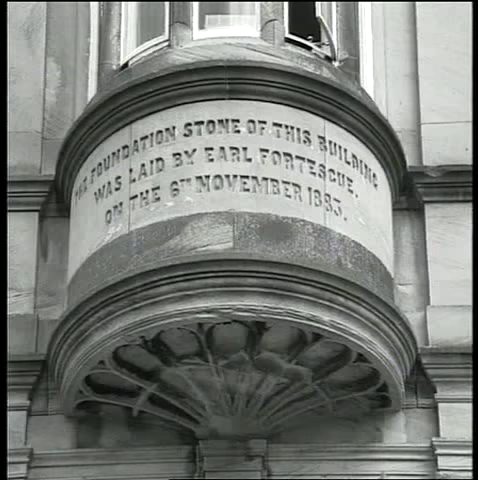 THE FOUNDATION STONE OF THIS BUILDING
WAS LAID BY EARL FORTESCUE.
ON THE 6TH NOVEMBER 1883.